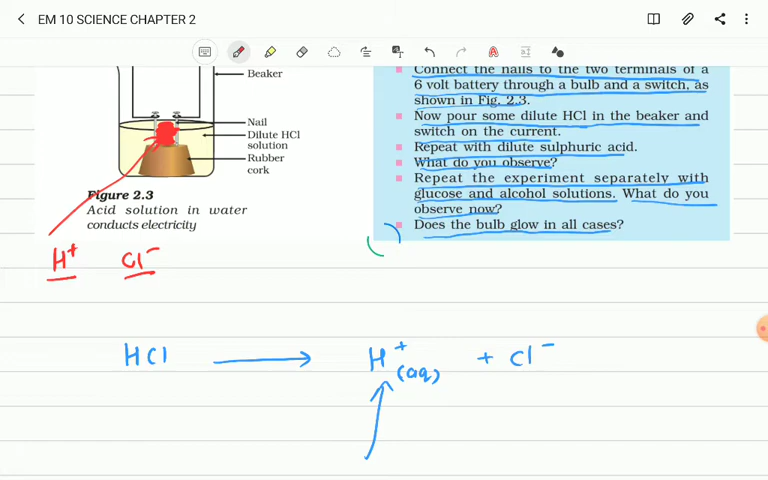 EM 10 SCIENCE CHAPTER 2
Beaker
Nail
Dilute HCl
solution
Rubber
cork
Figure 2.3
Acid solution in water
conducts electricity
Connect the nails to the two terminals of a
6 volt battery through a bulb and a switch, as
shown in Fig. 2.3.
Now pour some dilute HCl in the beaker and
switch on the current.
Repeat with dilute sulphuric acid.
What do you observe?
Repeat the experiment separately with
glucose and alcohol solutions. What do you
observe now?
Does the bulb glow in all cases?
H⁺ Cl⁻
HCl → H⁺(aq) + Cl⁻